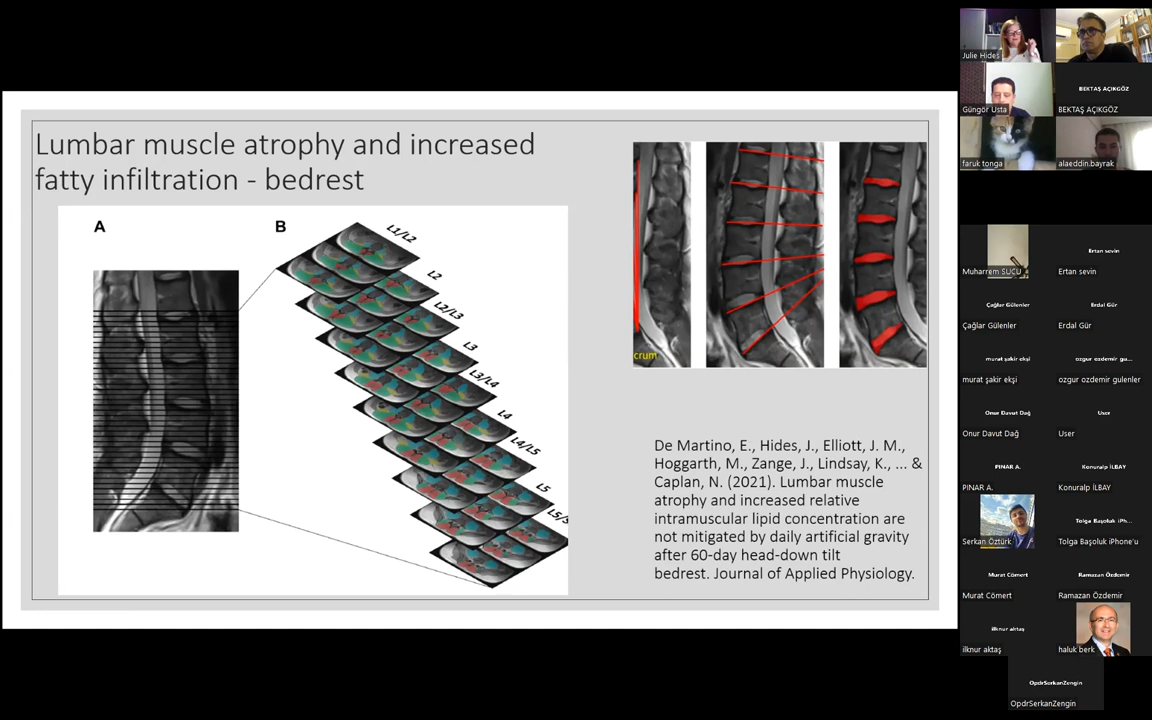 Lumbar muscle atrophy and increased
fatty infiltration - bedrest
A
B
L1/L2
L2
L2/L3
L3
L3/L4
L4
L4/L5
L5
crum
De Martino, E., Hides, J., Elliott, J. M.,
Hoggarth, M., Zange, J., Lindsay, K., ... &
Caplan, N. (2021). Lumbar muscle
atrophy and increased relative
intramuscular lipid concentration are
not mitigated by daily artificial gravity
after 60-day head-down tilt
bedrest. Journal of Applied Physiology.
Julie Hides
Güngör Usta
BEKTAŞ AÇIKGÖZ
BEKTAŞ AÇIKGÖZ
faruk tonga
alaeddin.bayrak
Muharrem SUCU
Ertan sevin
Ertan sevin
Çağlar Gülenler
Erdal Gür
Çağlar Gülenler
Erdal Gür
murat şakir ekşi
ozgur ozdemir gu...
murat şakir ekşi
ozgur ozdemir gulenler
Onur Davut Dağ
User
Onur Davut Dağ
User
PINAR A.
Konuralp İLBAY
PINAR A.
Konuralp İLBAY
Tolga Başoluk iPh...
Serkan Öztürk
Tolga Başoluk iPhone'u
Murat Cömert
Ramazan Özdemir
Murat Cömert
Ramazan Özdemir
ilknur aktaş
ilknur aktaş
haluk berk
OpdrSerkanZengin
OpdrSerkanZengin